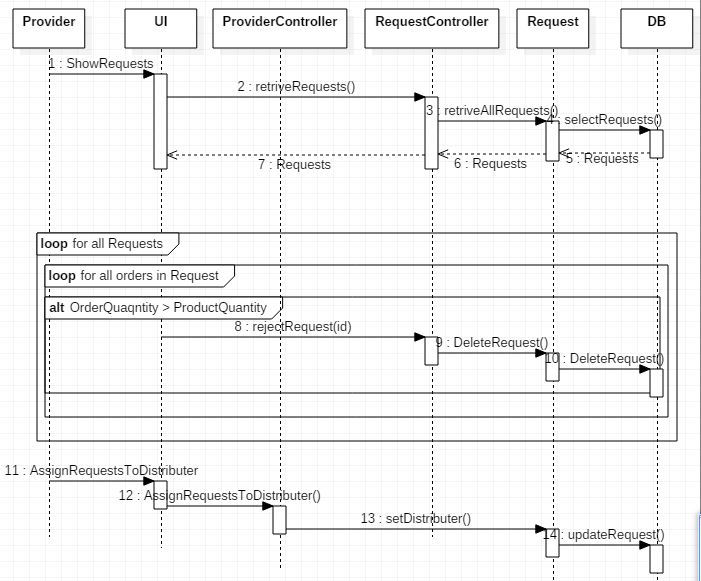 Provider UI ProviderController RequestController Request DB
1 : ShowRequests
2 : retriveRequests()
3 : retriveAllRequests()
4 : selectRequests()
7 : Requests 6 : Requests 5 : Requests
loop for all Requests
loop for all orders in Request
alt OrderQuaqntity > ProductQuantity
8 : rejectRequest(id)
9 : DeleteRequest()
10 : DeleteRequest()
11 : AssignRequestsToDistributer
12 : AssignRequestsToDistributer()
13 : setDistributer()
14 : updateRequest()